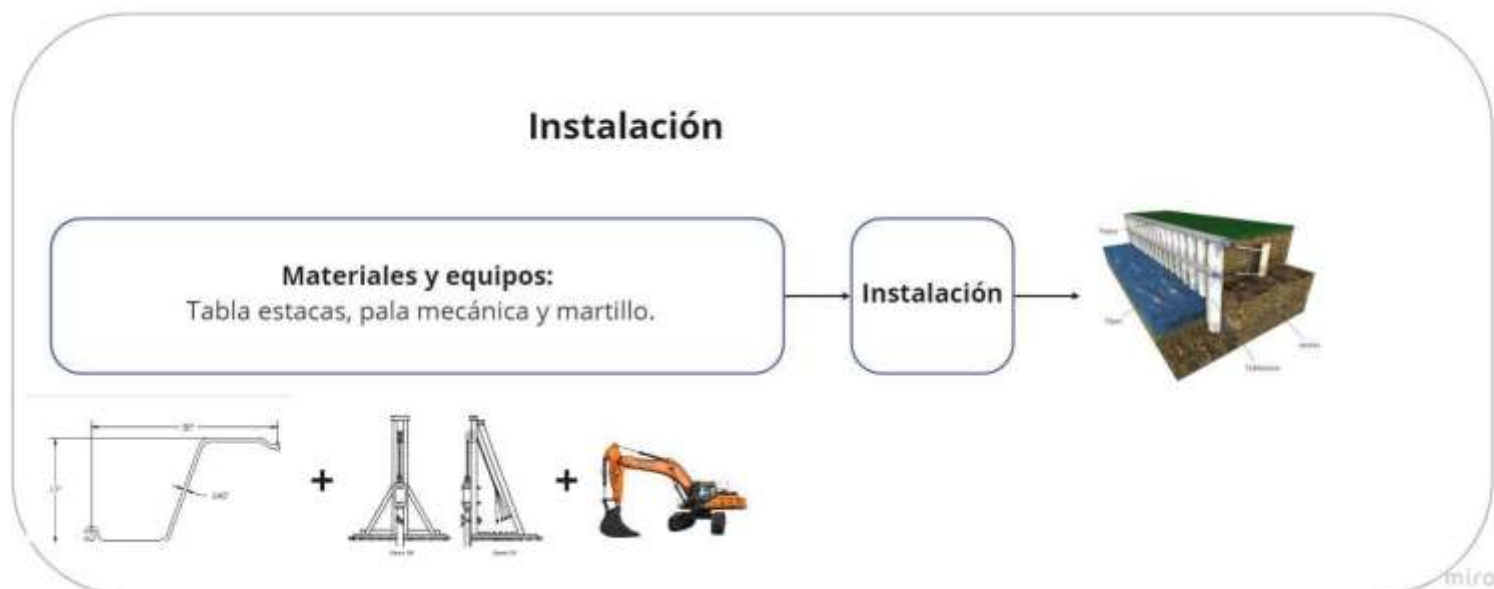 Instalación
Materiales y equipos:
Tabla estacas, pala mecánica y martillo.
Instalación
miro